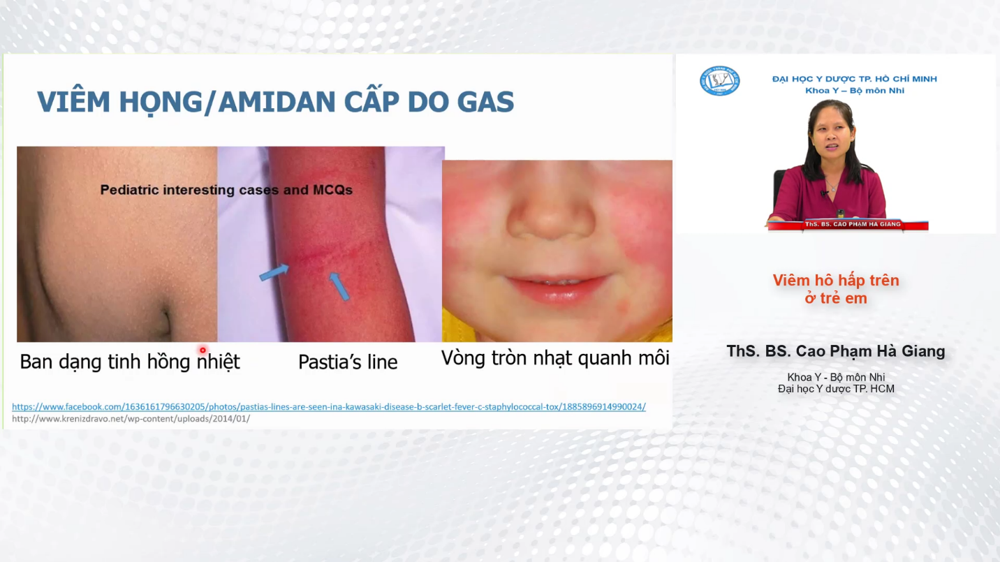 VIÊM HỌNG/AMIDAN CẤP DO GAS
Pediatric interesting cases and MCQs
Ban dạng tinh hồng nhiệt
Pastia’s line
Vòng tròn nhạt quanh môi
https://www.facebook.com/1636161796630205/photos/pastias-lines-are-seen-ina-kawasaki-disease-b-scarlet-fever-c-staphylococcal-tox/1885896914990024/
http://www.krenizdravo.net/wp-content/uploads/2014/01/
ĐẠI HỌC Y DƯỢC TP. HỒ CHÍ MINH
Khoa Y – Bộ môn Nhi
ThS. BS. CAO PHẠM HÀ GIANG
Viêm hô hấp trên
ở trẻ em
ThS. BS. Cao Phạm Hà Giang
Khoa Y - Bộ môn Nhi
Đại học Y dược TP. HCM